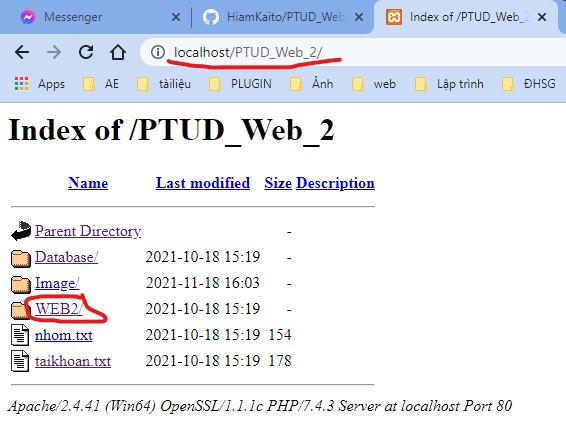 Messenger
HiamKaito/PTUD_Web
Index of /PTUD_Web_2
localhost/PTUD_Web_2/
Apps AE tàiliệu PLUGIN Ảnh web Lập trình ĐHSG
Index of /PTUD_Web_2
Name Last modified Size Description
Parent Directory -
Database/ 2021-10-18 15:19 -
Image/ 2021-11-18 16:03 -
WEB2/ 2021-10-18 15:19 -
nhom.txt 2021-10-18 15:19 154
taikhoan.txt 2021-10-18 15:19 178
Apache/2.4.41 (Win64) OpenSSL/1.1.1c PHP/7.4.3 Server at localhost Port 80